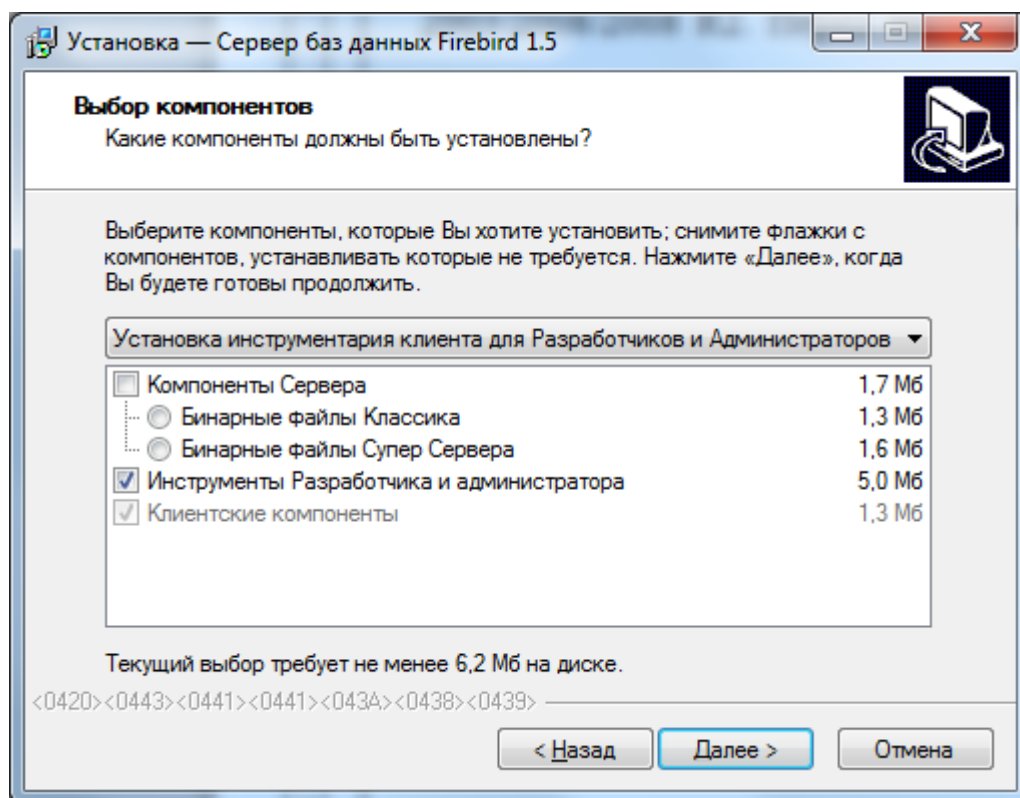 Установка — Сервер баз данных Firebird 1.5
Выбор компонентов
Какие компоненты должны быть установлены?
Выберите компоненты, которые Вы хотите установить; снимите флажки с
компонентов, устанавливать которые не требуется. Нажмите «Далее», когда
Вы будете готовы продолжить.
Установка инструментария клиента для Разработчиков и Администраторов
Компоненты Сервера 1,7 Мб
Бинарные файлы Классика 1,3 Мб
Бинарные файлы Супер Сервера 1,6 Мб
Инструменты Разработчика и администратора 5,0 Мб
Клиентские компоненты 1,3 Мб
Текущий выбор требует не менее 6,2 Мб на диске.
<0420><0443><0441><0441><043A><0438><0439>
< Назад Далее > Отмена